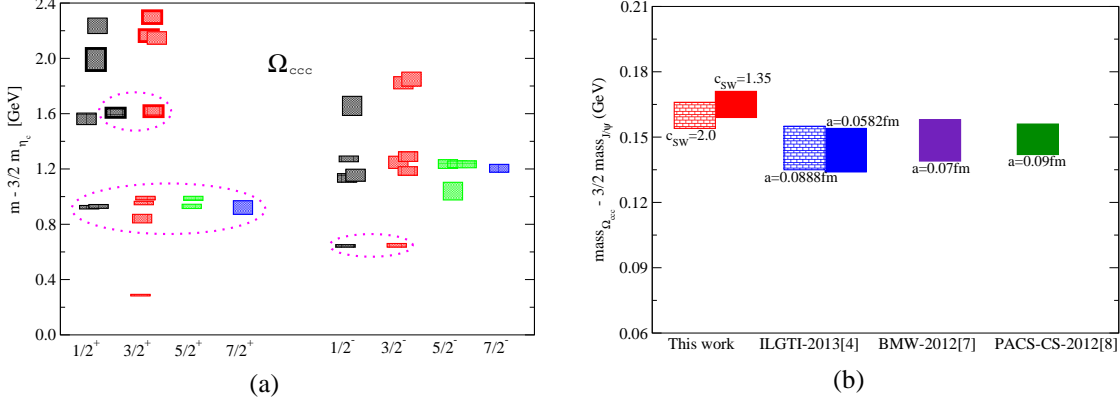 2.4
2.0
1.6
1.2
0.8
0.4
0.0
m - 3/2 m_ηc [GeV]
Ωccc
1/2+ 3/2+ 5/2+ 7/2+ 1/2- 3/2- 5/2- 7/2-
(a)
0.21
0.18
0.15
0.12
0.09
0.06
mass_Ωccc - 3/2 mass_J/ψ (GeV)
c_sw=1.35
c_sw=2.0
a=0.0582fm
a=0.0888fm
a=0.07fm
a=0.09fm
This work ILGTI-2013[4] BMW-2012[7] PACS-CS-2012[8]
(b)